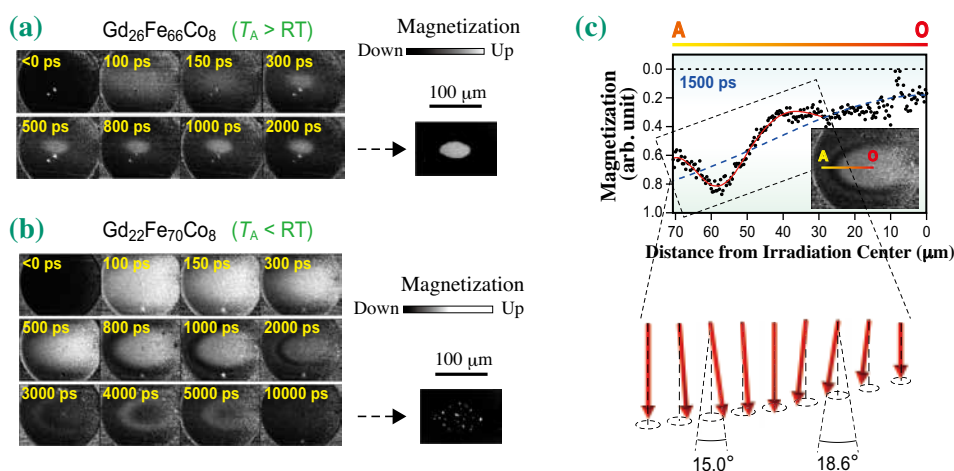 (a)
Gd26Fe66Co8 (TA > RT)
<0 ps 100 ps 150 ps 300 ps
500 ps 800 ps 1000 ps 2000 ps
Magnetization
Down Up
100 μm
(b)
Gd22Fe70Co8 (TA < RT)
<0 ps 100 ps 150 ps 300 ps
500 ps 800 ps 1000 ps 2000 ps
3000 ps 4000 ps 5000 ps 10000 ps
Magnetization
Down Up
100 μm
(c)
A O
1500 ps
Magnetization
(arb. unit)
0.0
0.2
0.4
0.6
0.8
1.0
A O
70 60 50 40 30 20 10 0
Distance from Irradiation Center (μm)
15.0° 18.6°